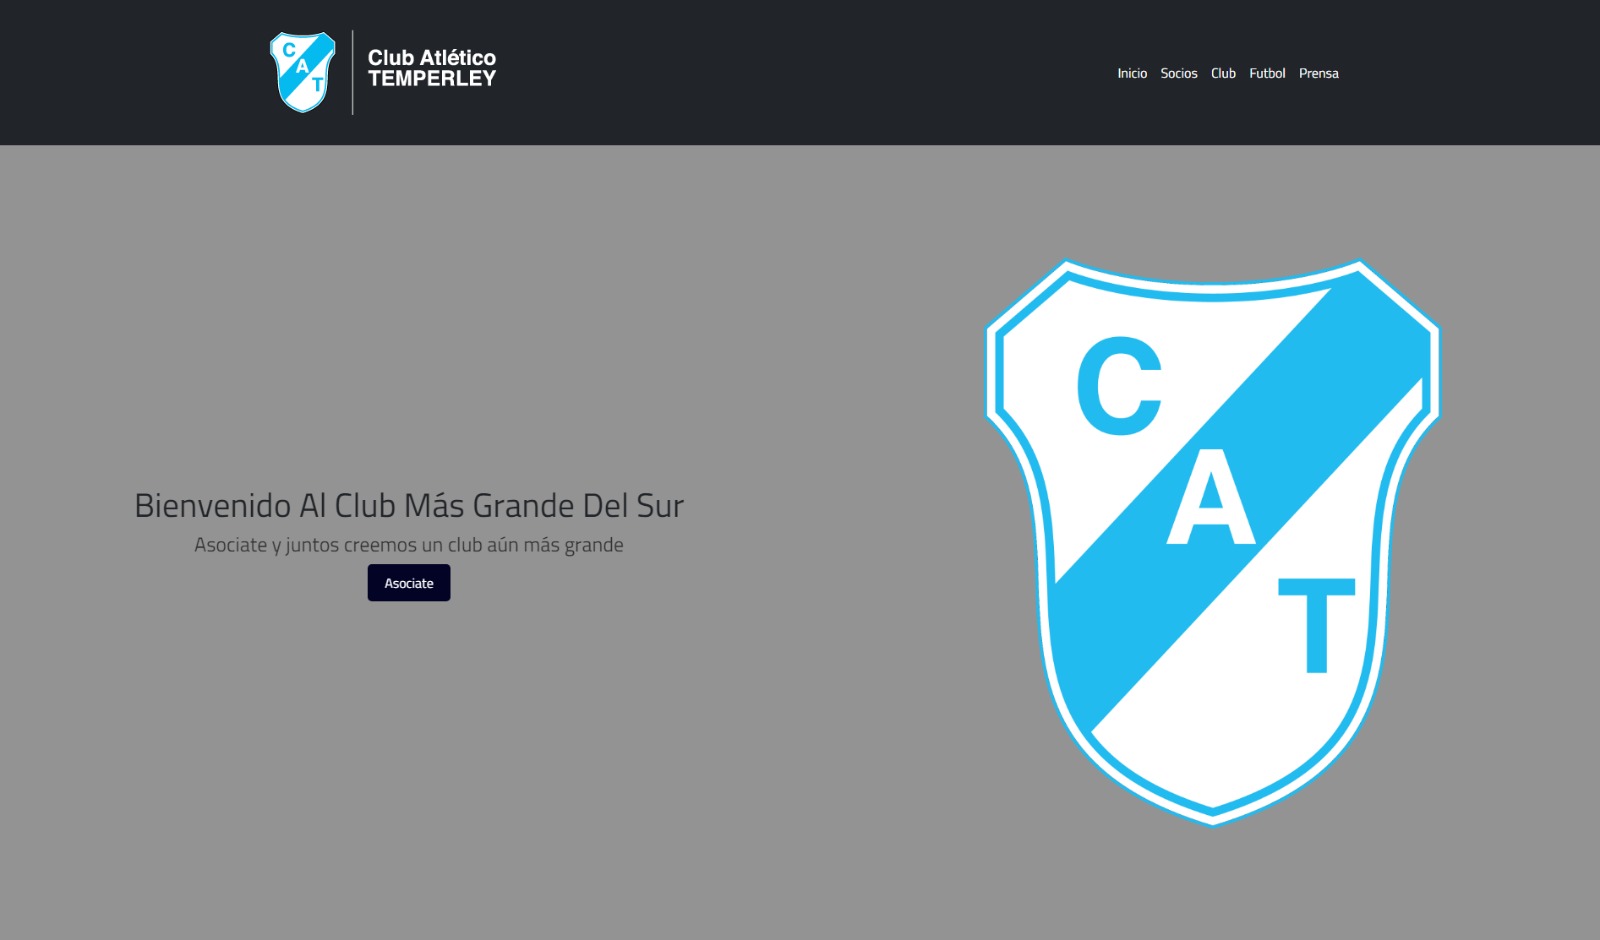 C
A
T
Club Atlético
TEMPERLEY
Inicio Socios Club Futbol Prensa
Bienvenido Al Club Más Grande Del Sur
Asociate y juntos creemos un club aún más grande
Asociate
C
A
T